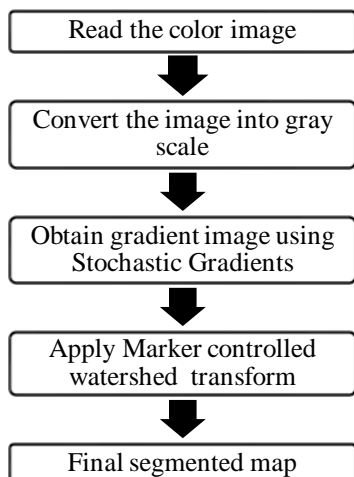 Read the color image
Convert the image into gray
scale
Obtain gradient image using
Stochastic Gradients
Apply Marker controlled
watershed transform
Final segmented map